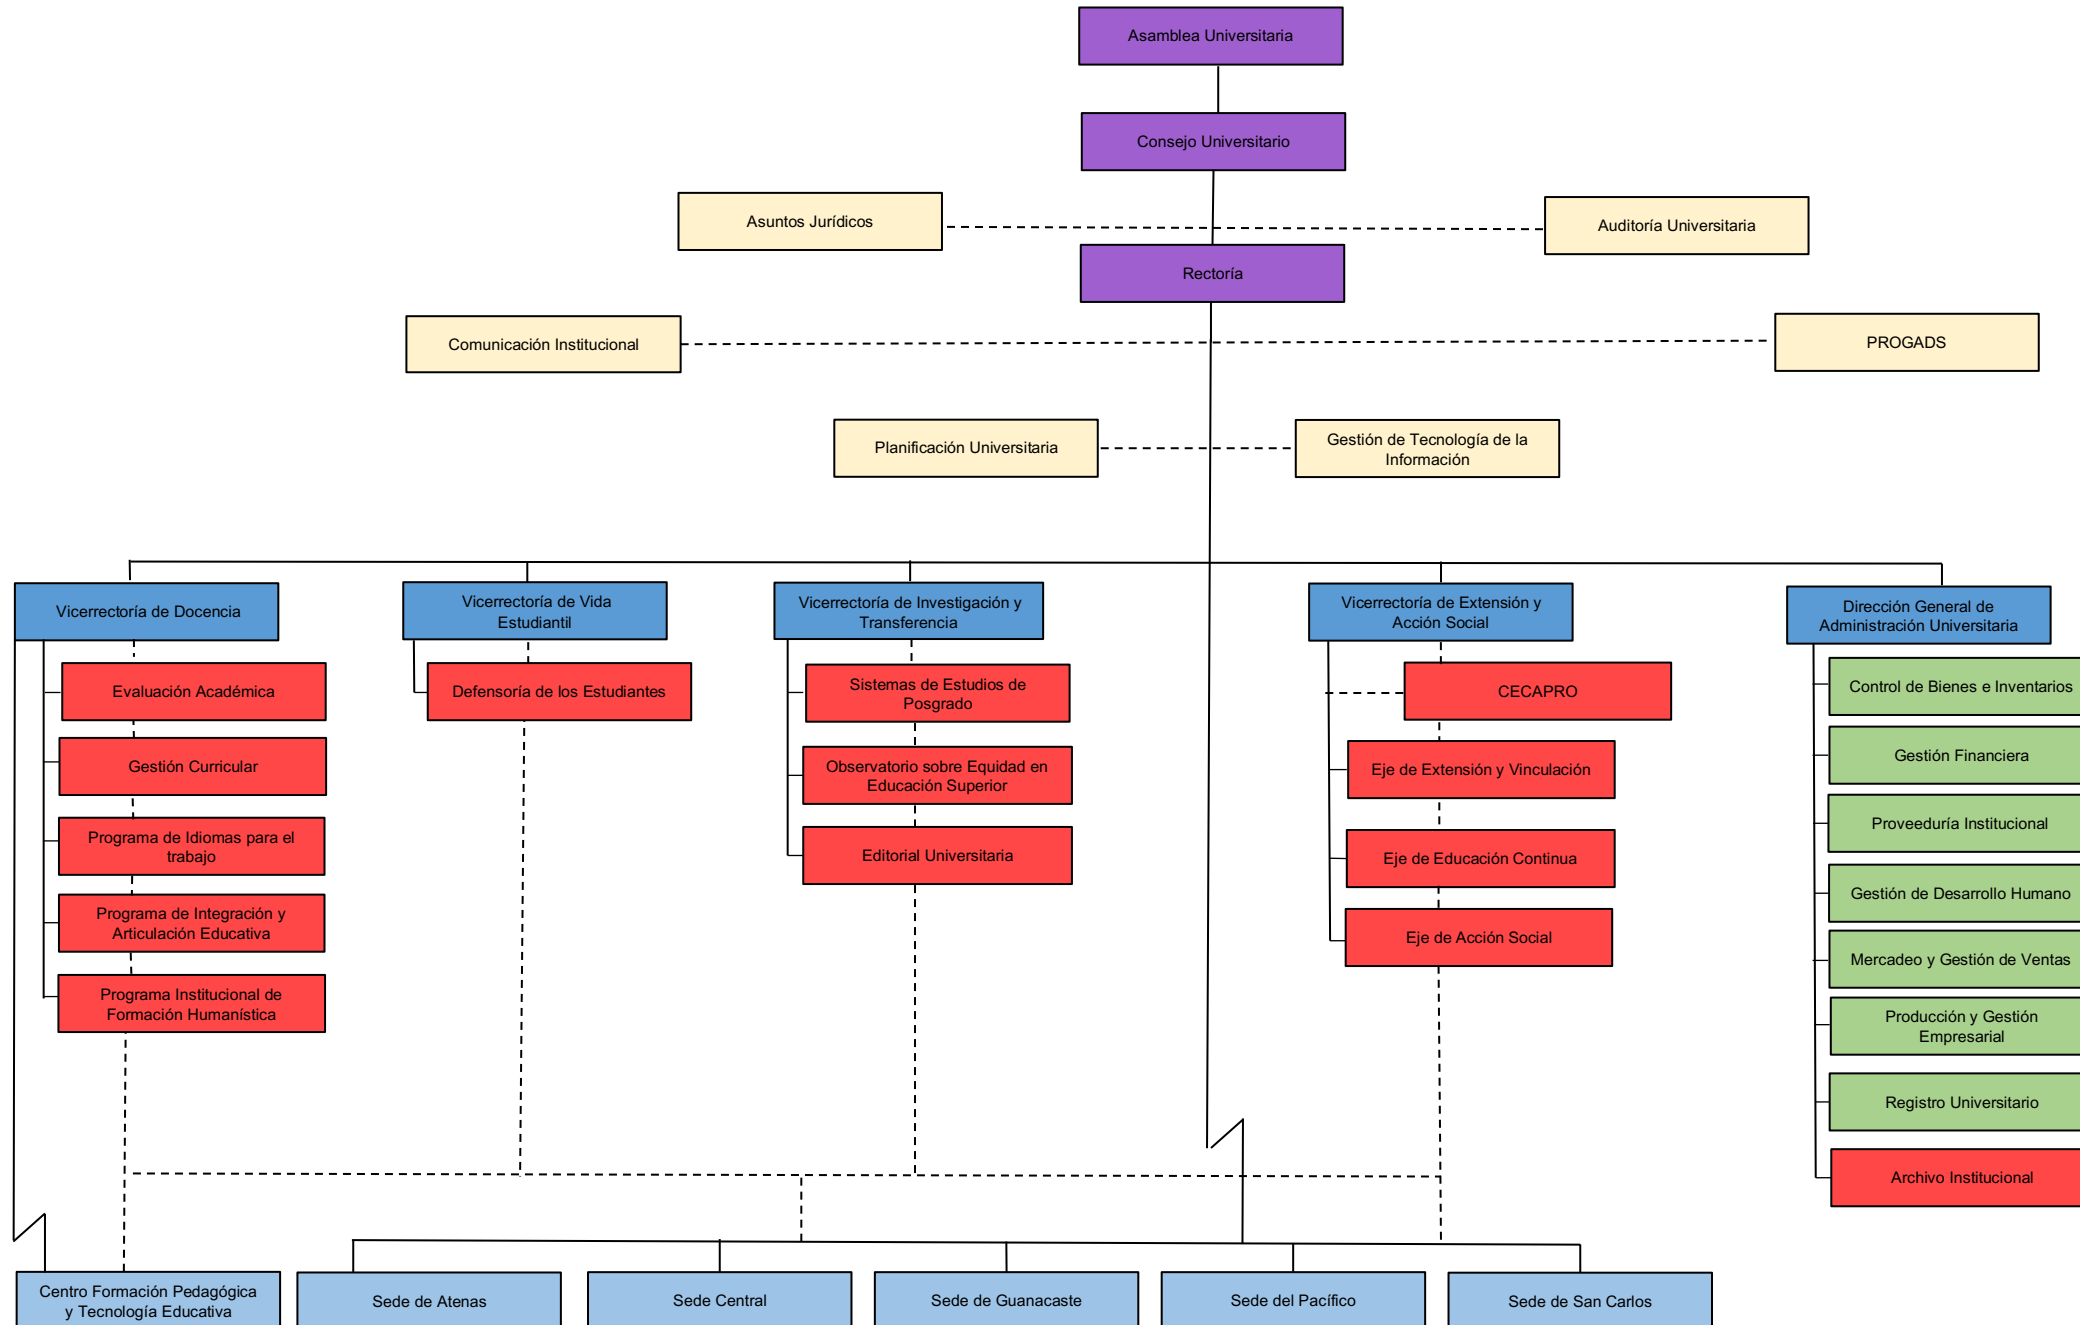 Asamblea Universitaria
Consejo Universitario
Asuntos Jurídicos
Auditoría Universitaria
Rectoría
Comunicación Institucional
PROGADS
Planificación Universitaria
Gestión de Tecnología de la
Información
Vicerrectoría de Docencia
Vicerrectoría de Vida
Estudiantil
Vicerrectoría de Investigación y
Transferencia
Vicerrectoría de Extensión y
Acción Social
Dirección General de
Administración Universitaria
Evaluación Académica
Gestión Curricular
Programa de Idiomas para el
trabajo
Programa de Integración y
Articulación Educativa
Programa Institucional de
Formación Humanística
Defensoría de los Estudiantes
Sistemas de Estudios de
Posgrado
Observatorio sobre Equidad en
Educación Superior
Editorial Universitaria
CECAPRO
Eje de Extensión y Vinculación
Eje de Educación Continua
Eje de Acción Social
Control de Bienes e Inventarios
Gestión Financiera
Proveeduría Institucional
Gestión de Desarrollo Humano
Mercadeo y Gestión de Ventas
Producción y Gestión
Empresarial
Registro Universitario
Archivo Institucional
Centro Formación Pedagógica
y Tecnología Educativa
Sede de Atenas
Sede Central
Sede de Guanacaste
Sede del Pacífico
Sede de San Carlos